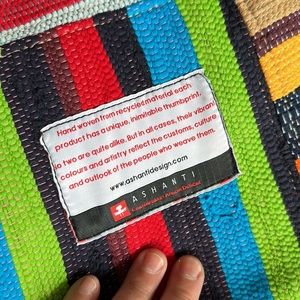 Hand woven from recycled material each
product has a unique, inimitable thumbprint,
no two are quite alike. But in all cases, their vibrant
colours and artistry reflect the customs, culture
and outlook of the people who weave them.
www.ashantidesign.com
ASHANTI